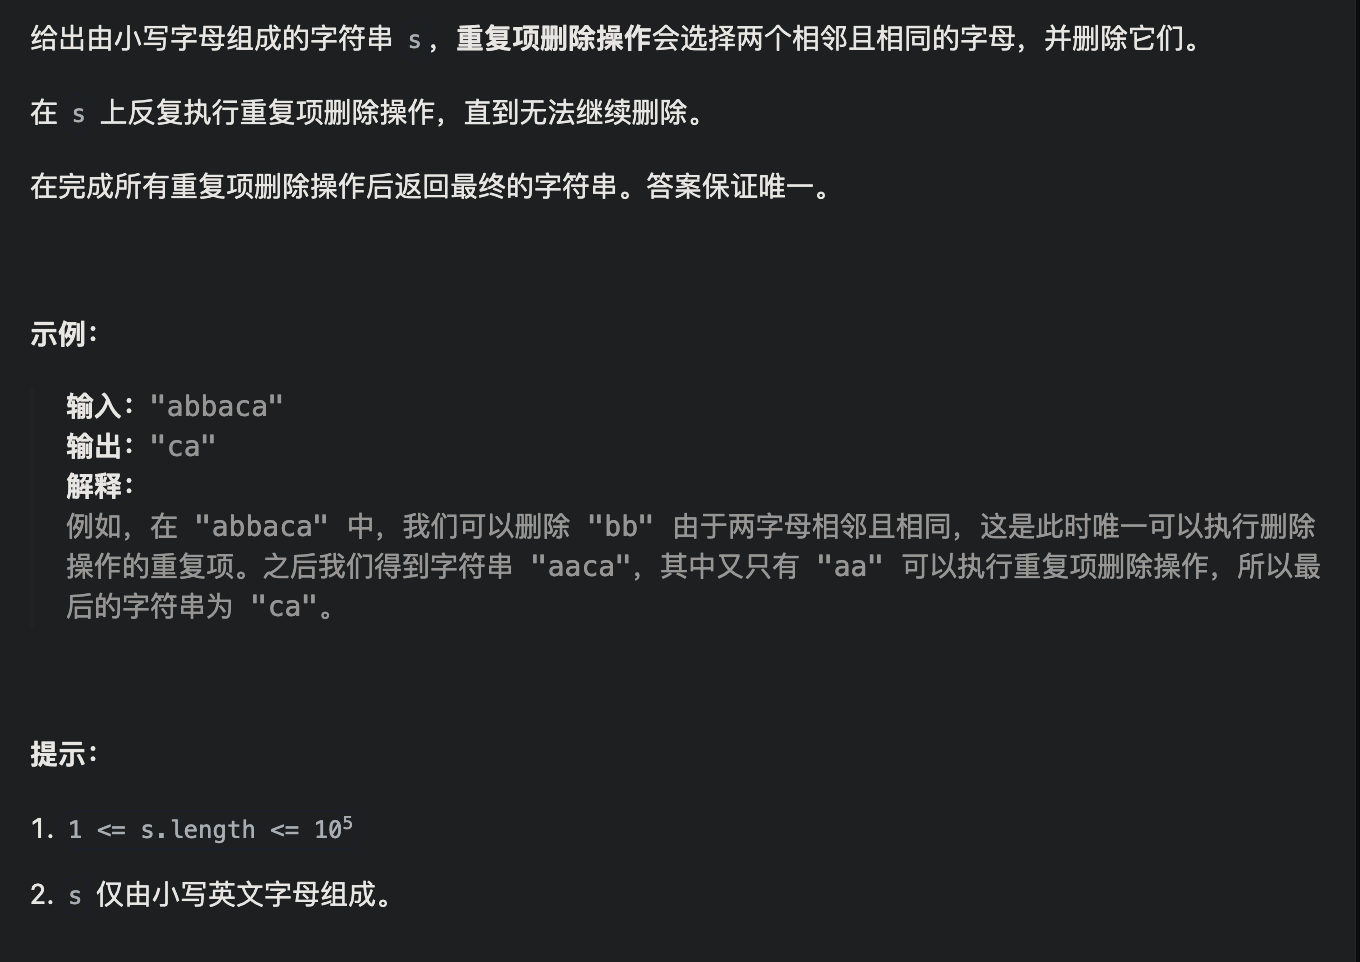 给出由小写字母组成的字符串 s，重复项删除操作会选择两个相邻且相同的字母，并删除它们。
在 s 上反复执行重复项删除操作，直到无法继续删除。
在完成所有重复项删除操作后返回最终的字符串。答案保证唯一。
示例：
输入："abbaca"
输出："ca"
解释：
例如，在 "abbaca" 中，我们可以删除 "bb" 由于两字母相邻且相同，这是此时唯一可以执行删除
操作的重复项。之后我们得到字符串 "aaca"，其中又只有 "aa" 可以执行重复项删除操作，所以最
后的字符串为 "ca"。
提示：
1. 1 <= s.length <= 10⁵
2. s 仅由小写英文字母组成。